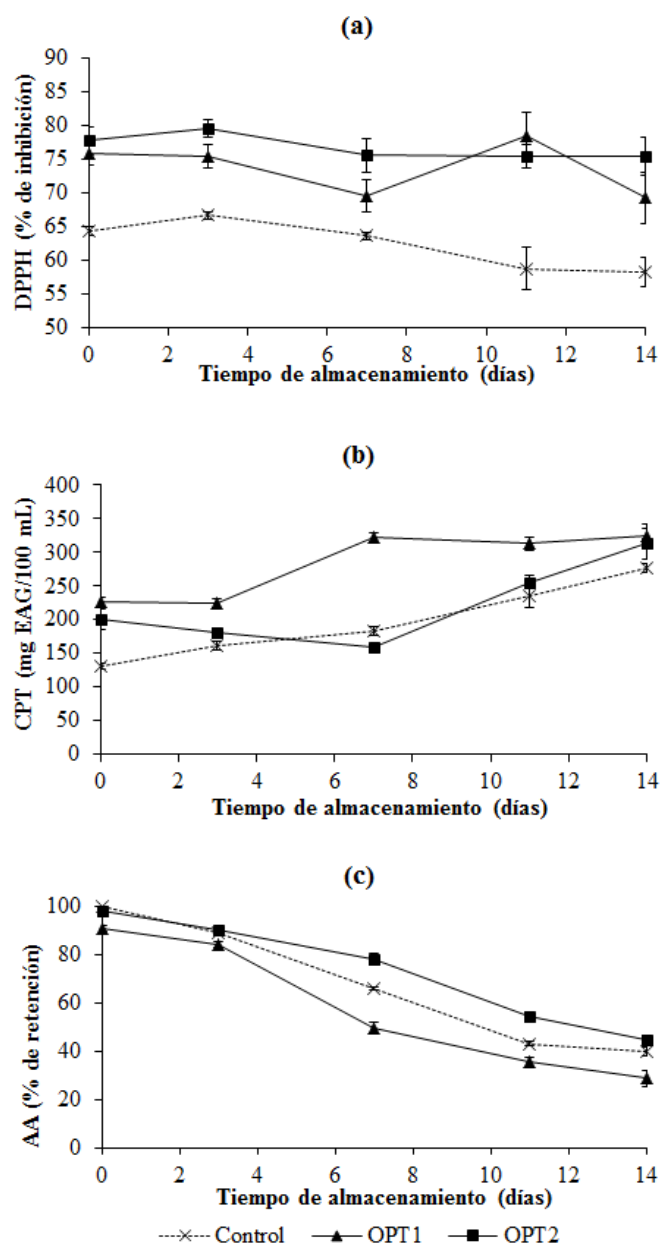 (a)
DPPH (% de inhibición)
90
85
80
75
70
65
60
55
50
0 2 4 6 8 10 12 14
Tiempo de almacenamiento (días)
(b)
CPT (mg EAG/100 mL)
400
350
300
250
200
150
100
50
0
0 2 4 6 8 10 12 14
Tiempo de almacenamiento (días)
(c)
AA (% de retención)
100
80
60
40
20
0
0 2 4 6 8 10 12 14
Tiempo de almacenamiento (días)
Control OPT1 OPT2